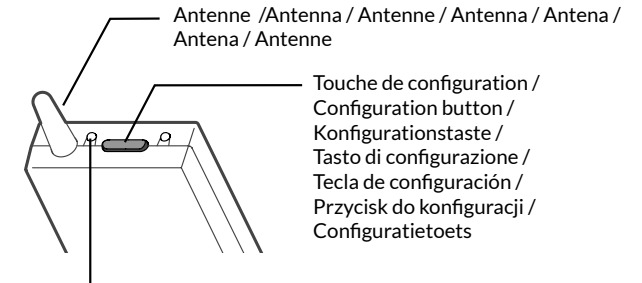 Antenne /Antenna / Antenne / Antenna / Antena /
Antena / Antenne
Touche de configuration /
Configuration button /
Konfigurationstaste /
Tasto di configurazione /
Tecla de configuración /
Przycisk do konfiguracji /
Configuratietoets